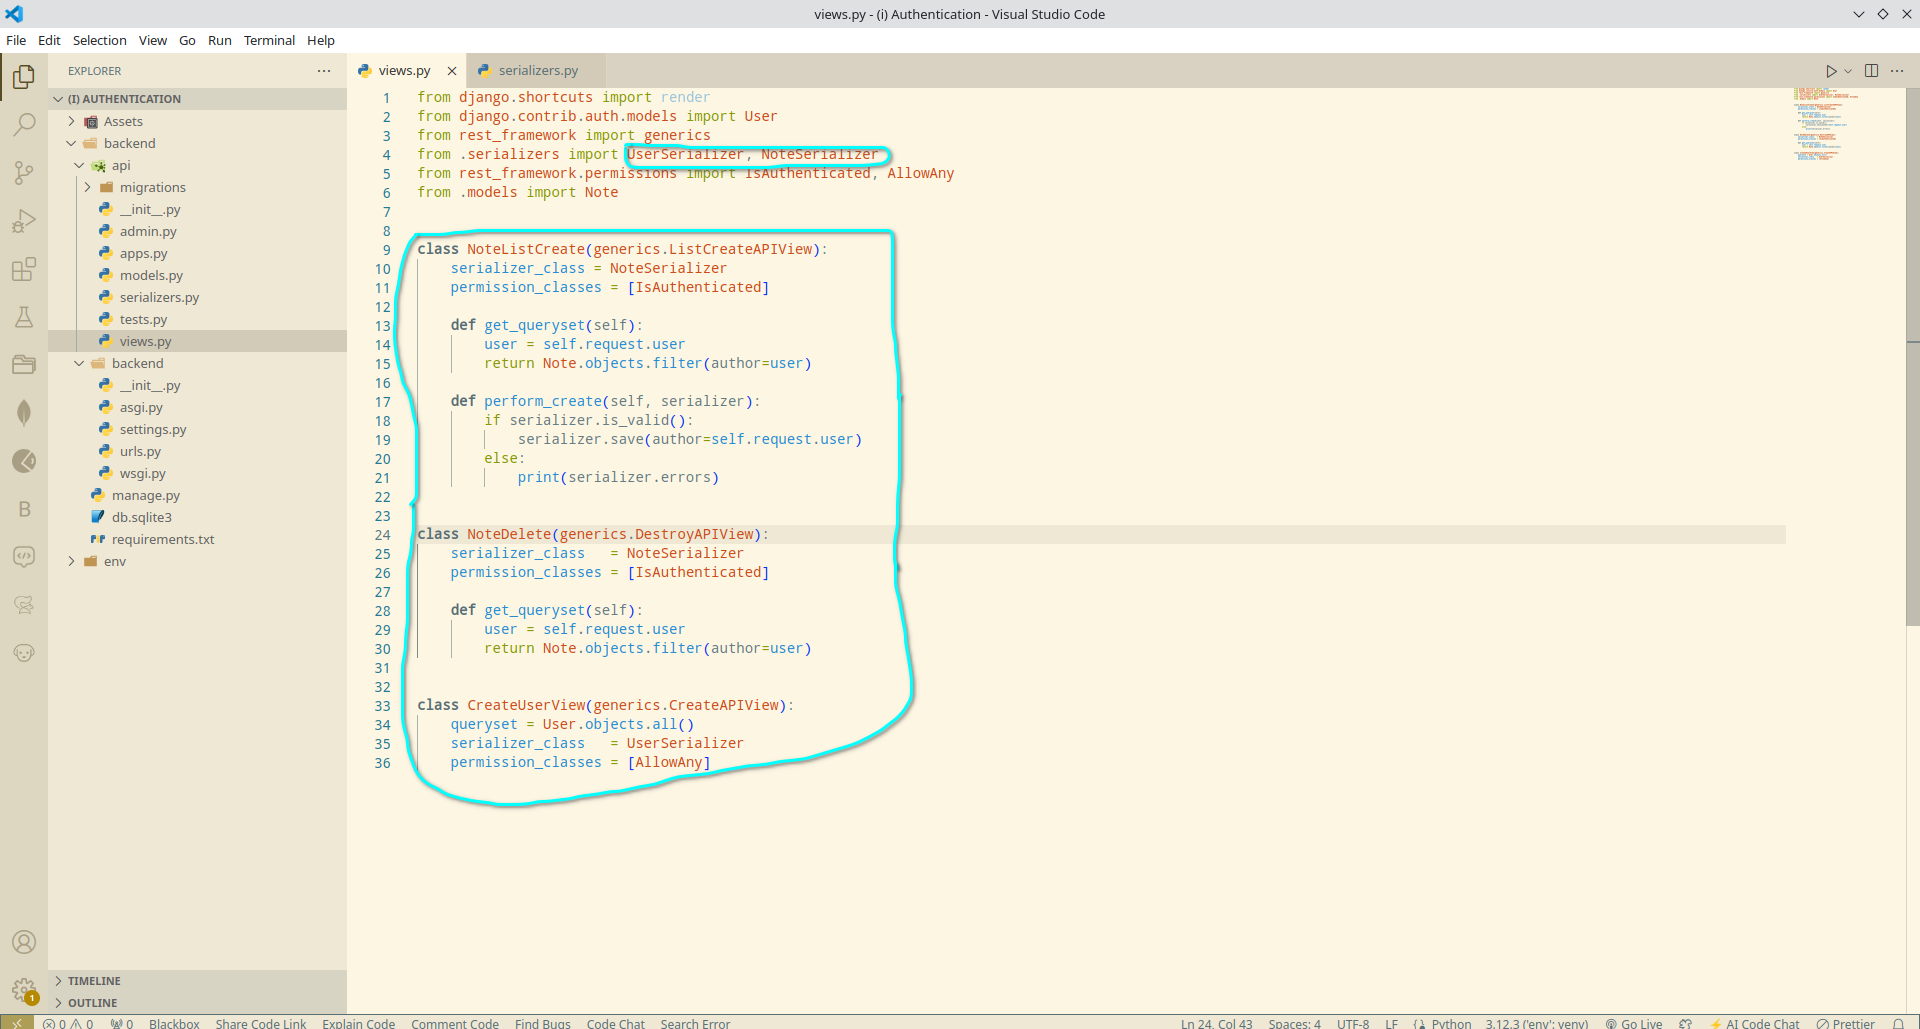 views.py - (i) Authentication - Visual Studio Code
File Edit Selection View Go Run Terminal Help
EXPLORER
(I) AUTHENTICATION
Assets
backend
api
migrations
__init__.py
admin.py
apps.py
models.py
serializers.py
tests.py
views.py
backend
__init__.py
asgi.py
settings.py
urls.py
wsgi.py
manage.py
db.sqlite3
requirements.txt
env
TIMELINE
OUTLINE
1
views.py
serializers.py
1 from django.shortcuts import render
2 from django.contrib.auth.models import User
3 from rest_framework import generics
4 from .serializers import UserSerializer, NoteSerializer
5 from rest_framework.permissions import IsAuthenticated, AllowAny
6 from .models import Note
7
8
9 class NoteListCreate(generics.ListCreateAPIView):
10     serializer_class = NoteSerializer
11     permission_classes = [IsAuthenticated]
12
13     def get_queryset(self):
14         user = self.request.user
15         return Note.objects.filter(author=user)
16
17     def perform_create(self, serializer):
18         if serializer.is_valid():
19             serializer.save(author=self.request.user)
20         else:
21             print(serializer.errors)
22
23
24 class NoteDelete(generics.DestroyAPIView):
25     serializer_class   = NoteSerializer
26     permission_classes = [IsAuthenticated]
27
28     def get_queryset(self):
29         user = self.request.user
30         return Note.objects.filter(author=user)
31
32
33 class CreateUserView(generics.CreateAPIView):
34     queryset = User.objects.all()
35     serializer_class   = UserSerializer
36     permission_classes = [AllowAny]
0 0 0 Blackbox Share Code Link Explain Code Comment Code Find Bugs Code Chat Search Error Ln 24, Col 43 Spaces: 4 UTF-8 LF Python 3.12.3 ('env': venv) Go Live AI Code Chat Prettier